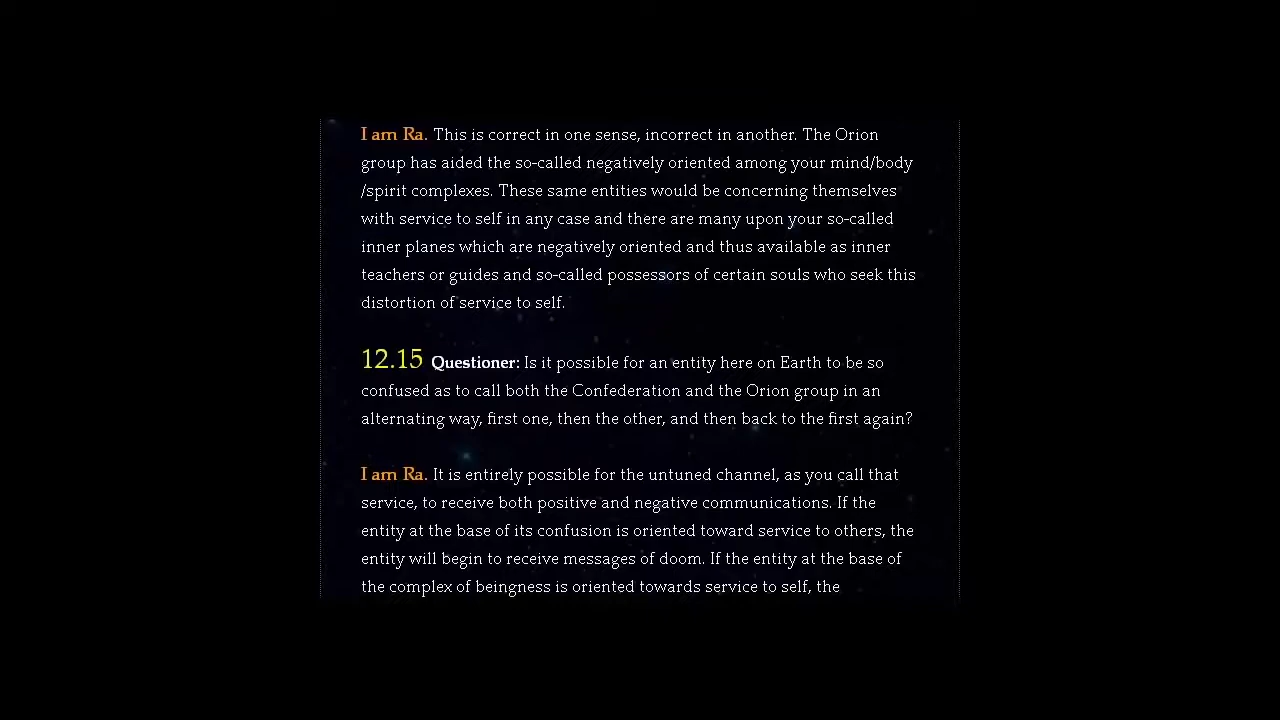 I am Ra. This is correct in one sense, incorrect in another. The Orion
group has aided the so-called negatively oriented among your mind/body
/spirit complexes. These same entities would be concerning themselves
with service to self in any case and there are many upon your so-called
inner planes which are negatively oriented and thus available as inner
teachers or guides and so-called possessors of certain souls who seek this
distortion of service to self.
12.15 Questioner: Is it possible for an entity here on Earth to be so
confused as to call both the Confederation and the Orion group in an
alternating way, first one, then the other, and then back to the first again?
I am Ra. It is entirely possible for the untuned channel, as you call that
service, to receive both positive and negative communications. If the
entity at the base of its confusion is oriented toward service to others, the
entity will begin to receive messages of doom. If the entity at the base of
the complex of beingness is oriented towards service to self, the